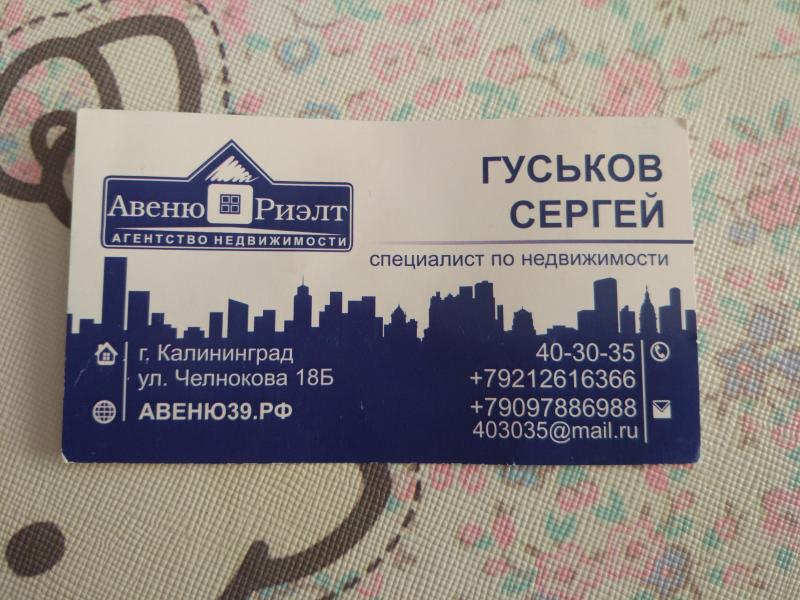 Авеню Риэлт
АГЕНТСТВО НЕДВИЖИМОСТИ
ГУСЬКОВ
СЕРГЕЙ
специалист по недвижимости
г. Калининград
ул. Челнокова 18Б
АВЕНЮ39.РФ
40-30-35
+79212616366
+79097886988
403035@mail.ru